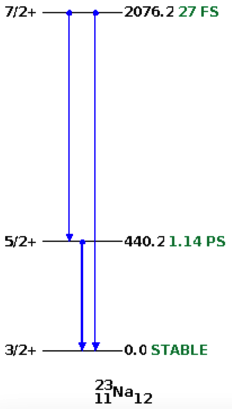 7/2+ 2076.2 27 FS
5/2+ 440.2 1.14 PS
3/2+ 0.0 STABLE
23
11Na12